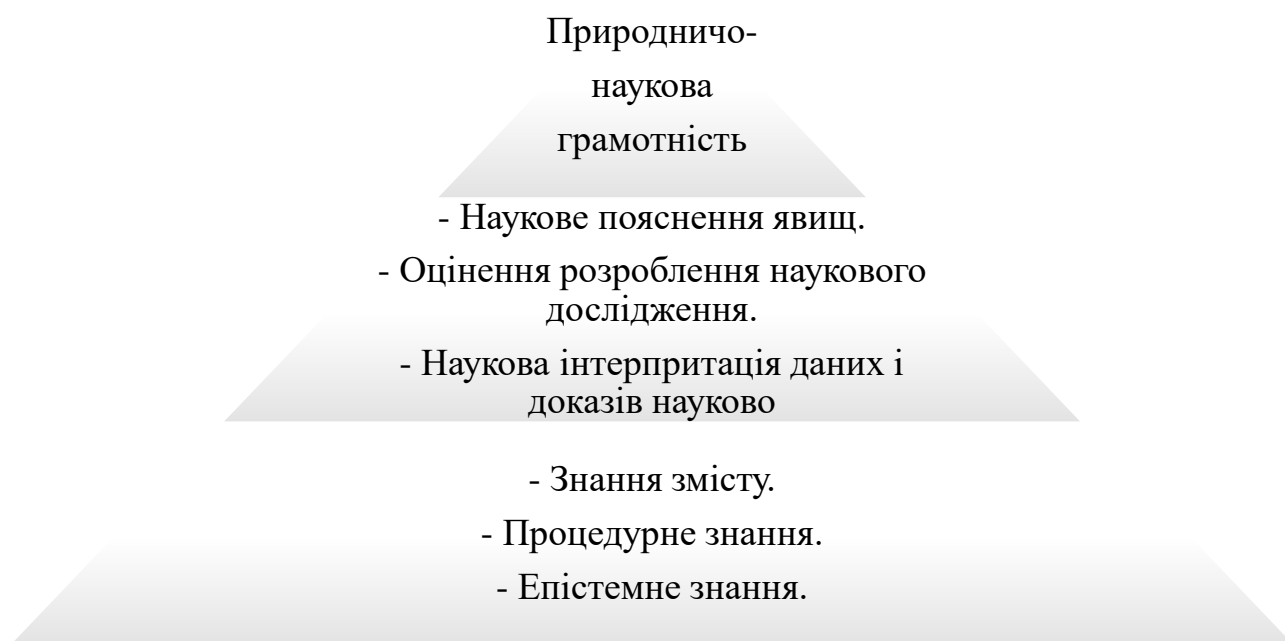 Природничо-
наукова
грамотність
- Наукове пояснення явищ.
- Оцінення розроблення наукового
дослідження.
- Наукова інтерпритація даних і
доказів науково
- Знання змісту.
- Процедурне знання.
- Епістемне знання.